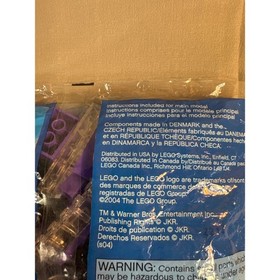 Instructions included for main model
Instructions comprises pour le modèle principal
Incluye instrucciones para el modelo principal
Components made in DENMARK and the
CZECH REPUBLIC/Eléments fabriqués au DANEMARK
et en RÉPUBLIQUE TCHÈQUE/Componentes hechos
en DINAMARCA y la REPÚBLICA CHECA.
Distributed in USA by LEGO Systems, Inc. Enfield, CT
06083. Distributed in Canada by/Distribué au Canada par
LEGO Canada, Richmond Hill, Ontario
LEGO and the LEGO logo are trademarks of/sont
des marques de commerce de
registradas de LEGO Group.
©2004 The LEGO Group.
™ & Warner Bros. Entertainment Inc.
Publishing Rights © JKR.
Droits de publication © JKR.
Derechos Reservados © JKR.
(s04)
WARNING: Contains
may be hazardous to